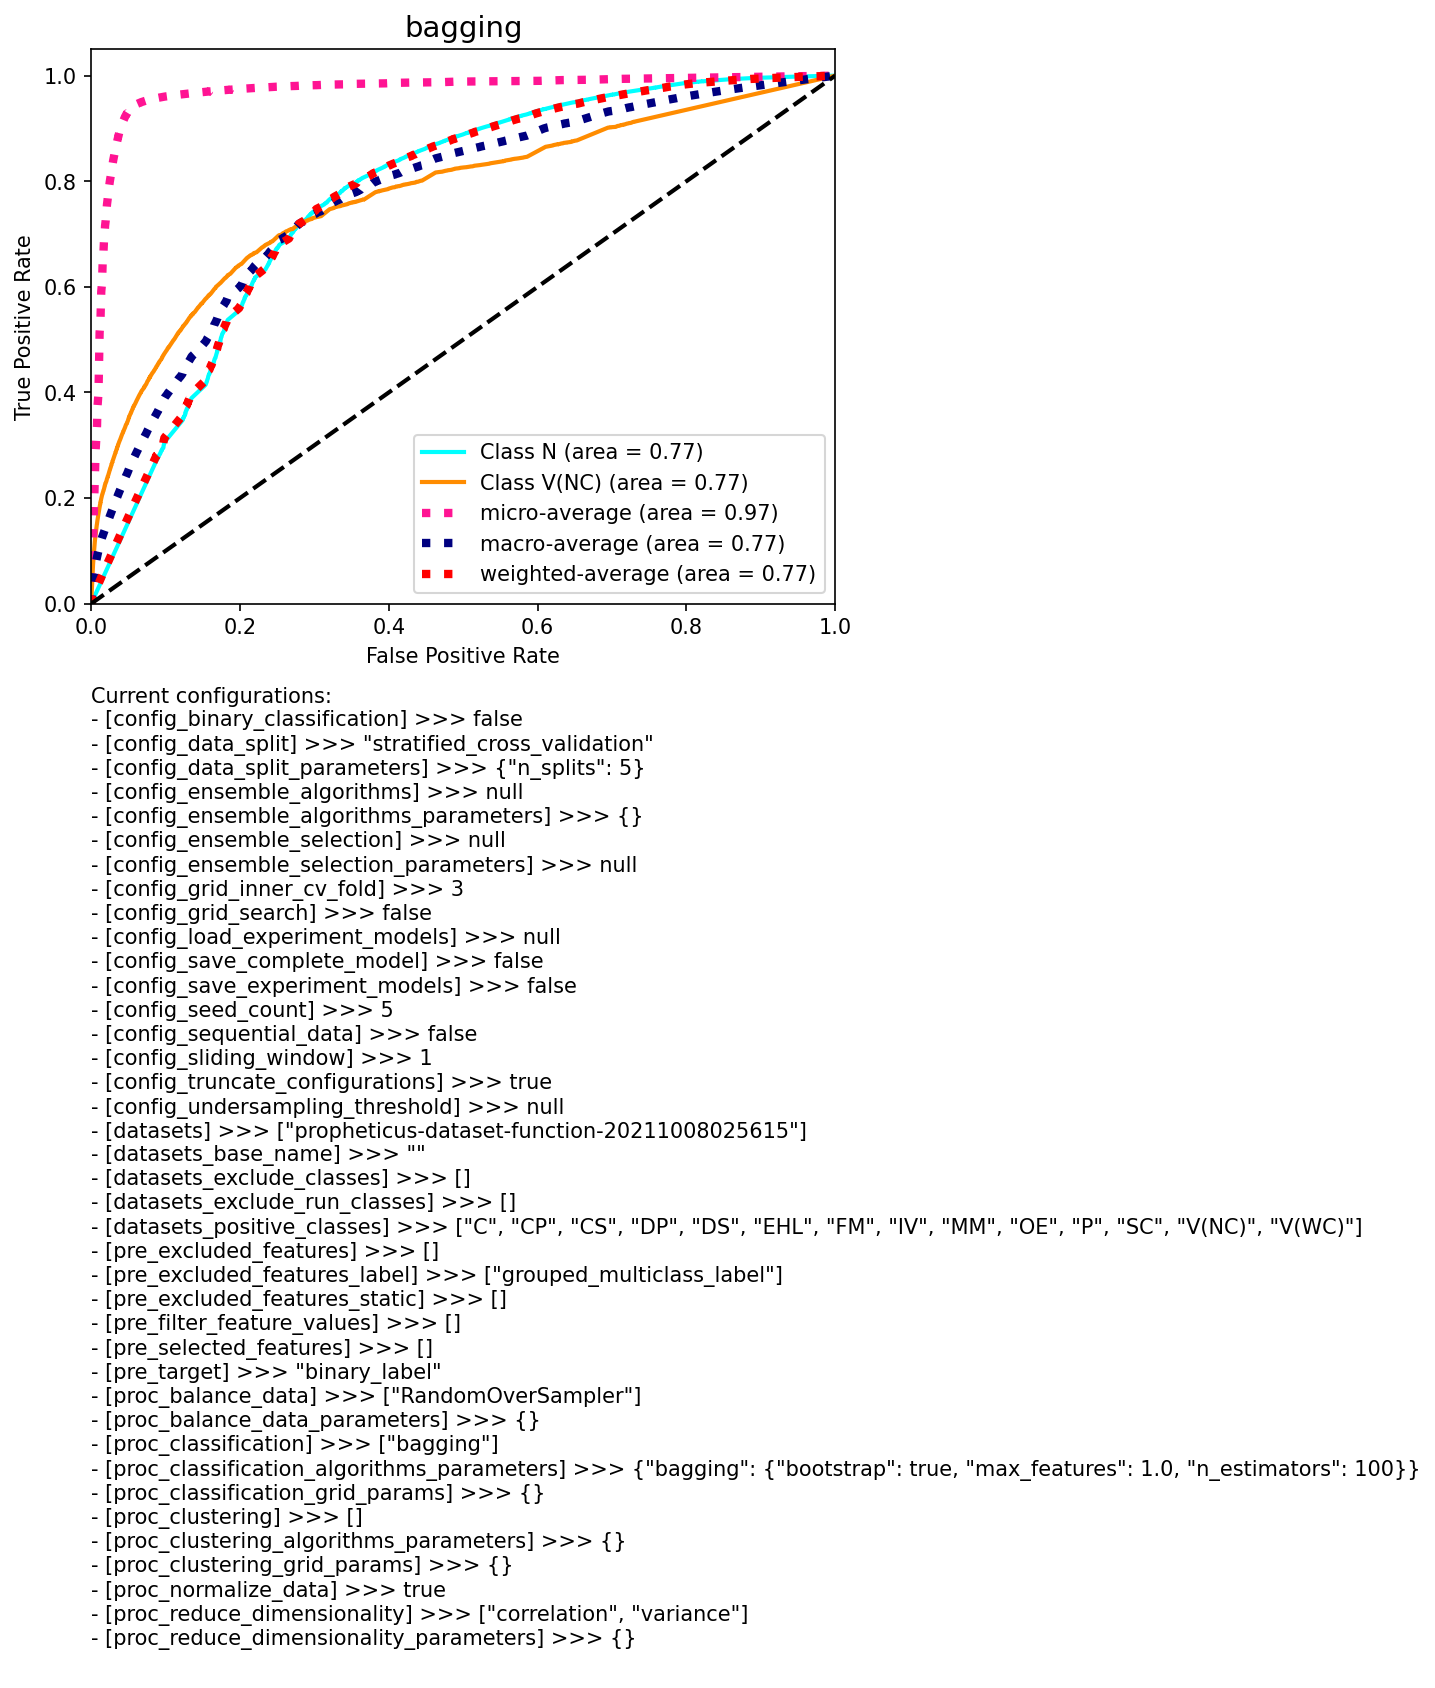 bagging
1.0
0.8
0.6
0.4
0.2
0.0
True Positive Rate
Class N (area = 0.77)
Class V(NC) (area = 0.77)
micro-average (area = 0.97)
macro-average (area = 0.77)
weighted-average (area = 0.77)
0.0 0.2 0.4 0.6 0.8 1.0
False Positive Rate
Current configurations:
- [config_binary_classification] >>> false
- [config_data_split] >>> "stratified_cross_validation"
- [config_data_split_parameters] >>> {"n_splits": 5}
- [config_ensemble_algorithms] >>> null
- [config_ensemble_algorithms_parameters] >>> {}
- [config_ensemble_selection] >>> null
- [config_ensemble_selection_parameters] >>> null
- [config_grid_inner_cv_fold] >>> 3
- [config_grid_search] >>> false
- [config_load_experiment_models] >>> null
- [config_save_complete_model] >>> false
- [config_save_experiment_models] >>> false
- [config_seed_count] >>> 5
- [config_sequential_data] >>> false
- [config_sliding_window] >>> 1
- [config_truncate_configurations] >>> true
- [config_undersampling_threshold] >>> null
- [datasets] >>> ["propheticus-dataset-function-20211008025615"]
- [datasets_base_name] >>> ""
- [datasets_exclude_classes] >>> []
- [datasets_exclude_run_classes] >>> []
- [datasets_positive_classes] >>> ["C", "CP", "CS", "DP", "DS", "EHL", "FM", "IV", "MM", "OE", "P", "SC", "V(NC)", "V(WC)"]
- [pre_excluded_features] >>> []
- [pre_excluded_features_label] >>> ["grouped_multiclass_label"]
- [pre_excluded_features_static] >>> []
- [pre_filter_feature_values] >>> []
- [pre_selected_features] >>> []
- [pre_target] >>> "binary_label"
- [proc_balance_data] >>> ["RandomOverSampler"]
- [proc_balance_data_parameters] >>> {}
- [proc_classification] >>> ["bagging"]
- [proc_classification_algorithms_parameters] >>> {"bagging": {"bootstrap": true, "max_features": 1.0, "n_estimators": 100}}
- [proc_classification_grid_params] >>> {}
- [proc_clustering] >>> []
- [proc_clustering_algorithms_parameters] >>> {}
- [proc_clustering_grid_params] >>> {}
- [proc_normalize_data] >>> true
- [proc_reduce_dimensionality] >>> ["correlation", "variance"]
- [proc_reduce_dimensionality_parameters] >>> {}